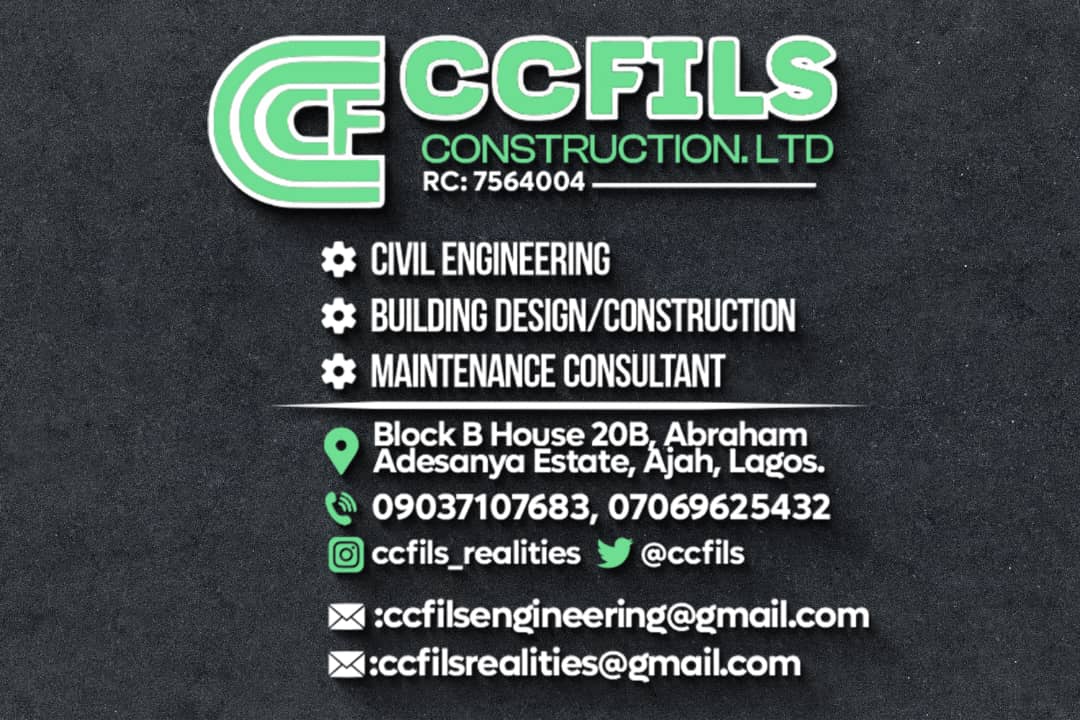 CCF
CCFILS
CONSTRUCTION.LTD
RC: 7564004
CIVIL ENGINEERING
BUILDING DESIGN/CONSTRUCTION
MAINTENANCE CONSULTANT
Block B House 20B, Abraham
Adesanya Estate, Ajah, Lagos.
09037107683, 07069625432
ccfils_realities @ccfils
:ccfilsengineering@gmail.com
:ccfilsrealities@gmail.com